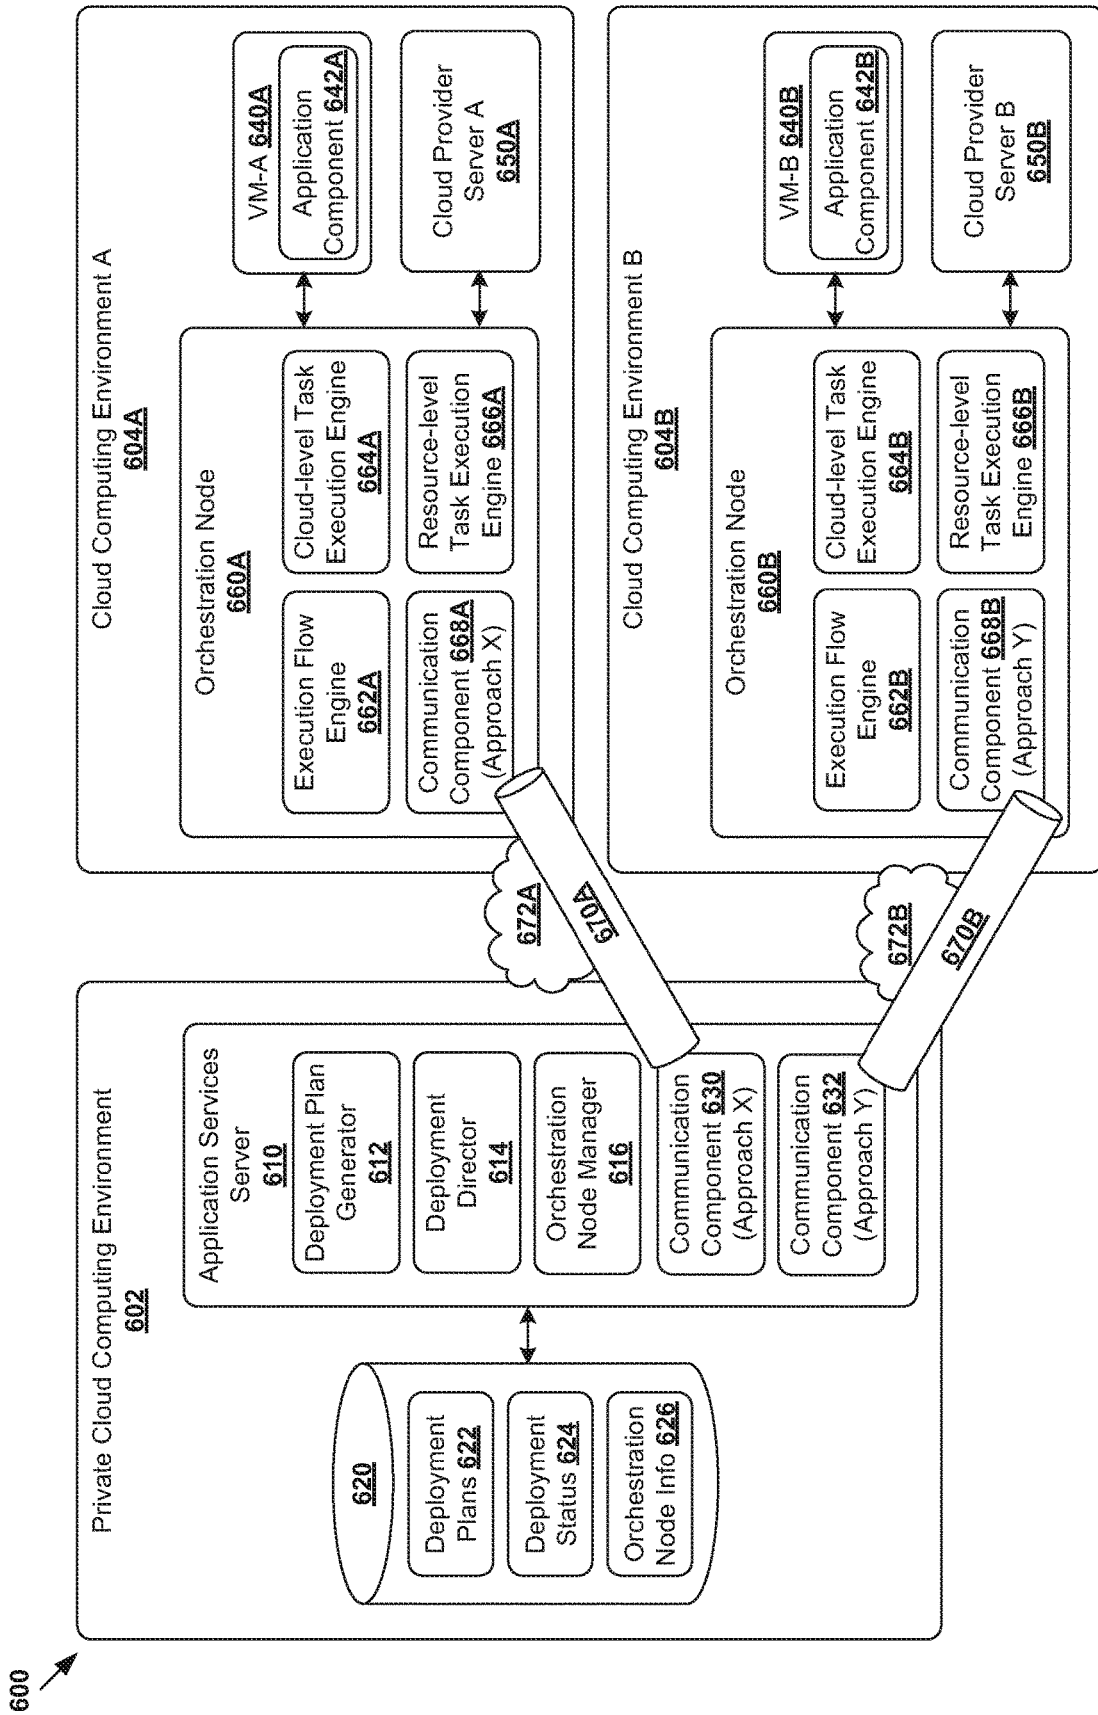 600
Private Cloud Computing Environment
602
620
Deployment
Plans 622
Deployment
Status 624
Orchestration
Node Info 626
Application Services
Server
610
Deployment Plan
Generator
612
Deployment
Director
614
Orchestration
Node Manager
616
Communication
Component 630
(Approach X)
Communication
Component 632
(Approach Y)
672A
670A
672B
670B
Cloud Computing Environment A
604A
Orchestration Node
660A
Execution Flow
Engine
662A
Cloud-level Task
Execution Engine
664A
Communication
Component 668A
(Approach X)
Resource-level
Task Execution
Engine 666A
VM-A 640A
Application
Component 642A
Cloud Provider
Server A
650A
Cloud Computing Environment B
604B
Orchestration Node
660B
Execution Flow
Engine
662B
Cloud-level Task
Execution Engine
664B
Communication
Component 668B
(Approach Y)
Resource-level
Task Execution
Engine 666B
VM-B 640B
Application
Component 642B
Cloud Provider
Server B
650B